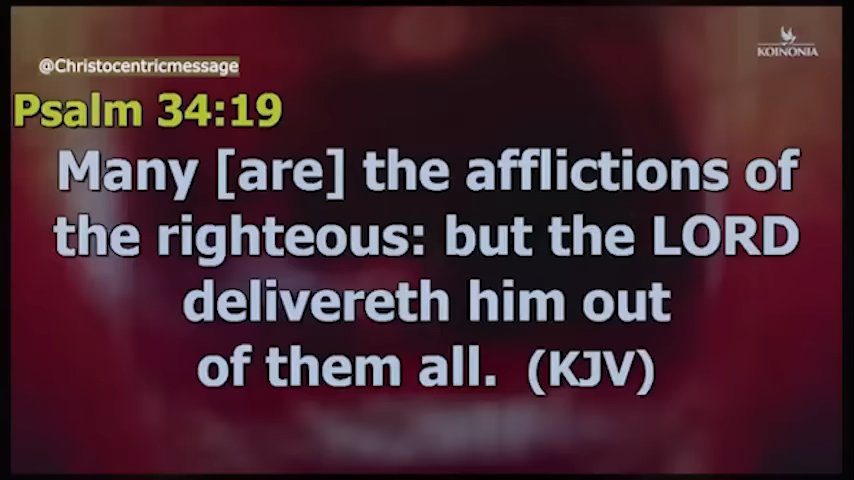 KOINONIA
@Christocentricmessage
Psalm 34:19
Many [are] the afflictions of
the righteous: but the LORD
delivereth him out
of them all. (KJV)